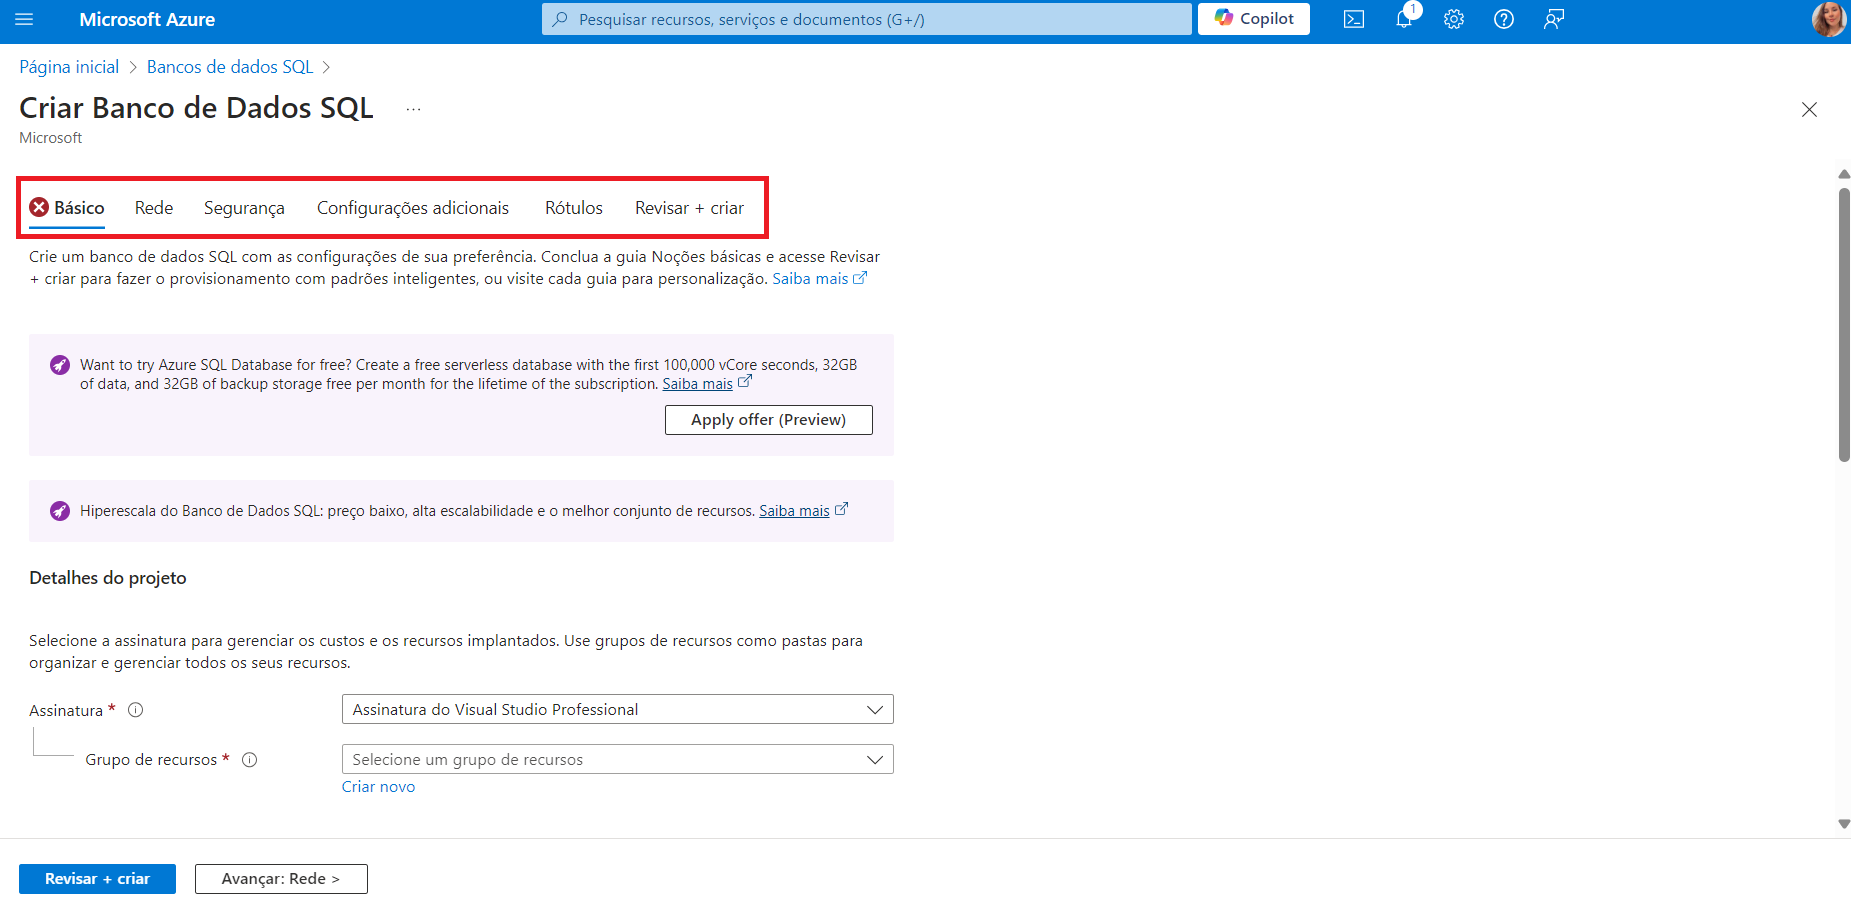 Microsoft Azure
Pesquisar recursos, serviços e documentos (G+/)
Copilot
1
Página inicial > Bancos de dados SQL >
Criar Banco de Dados SQL ...
Microsoft
Básico Rede Segurança Configurações adicionais Rótulos Revisar + criar
Crie um banco de dados SQL com as configurações de sua preferência. Conclua a guia Noções básicas e acesse Revisar
+ criar para fazer o provisionamento com padrões inteligentes, ou visite cada guia para personalização. Saiba mais
Want to try Azure SQL Database for free? Create a free serverless database with the first 100,000 vCore seconds, 32GB
of data, and 32GB of backup storage free per month for the lifetime of the subscription. Saiba mais
Apply offer (Preview)
Hiperescala do Banco de Dados SQL: preço baixo, alta escalabilidade e o melhor conjunto de recursos. Saiba mais
Detalhes do projeto
Selecione a assinatura para gerenciar os custos e os recursos implantados. Use grupos de recursos como pastas para
organizar e gerenciar todos os seus recursos.
Assinatura *
Assinatura do Visual Studio Professional
Grupo de recursos *
Selecione um grupo de recursos
Criar novo
Revisar + criar
Avançar: Rede >